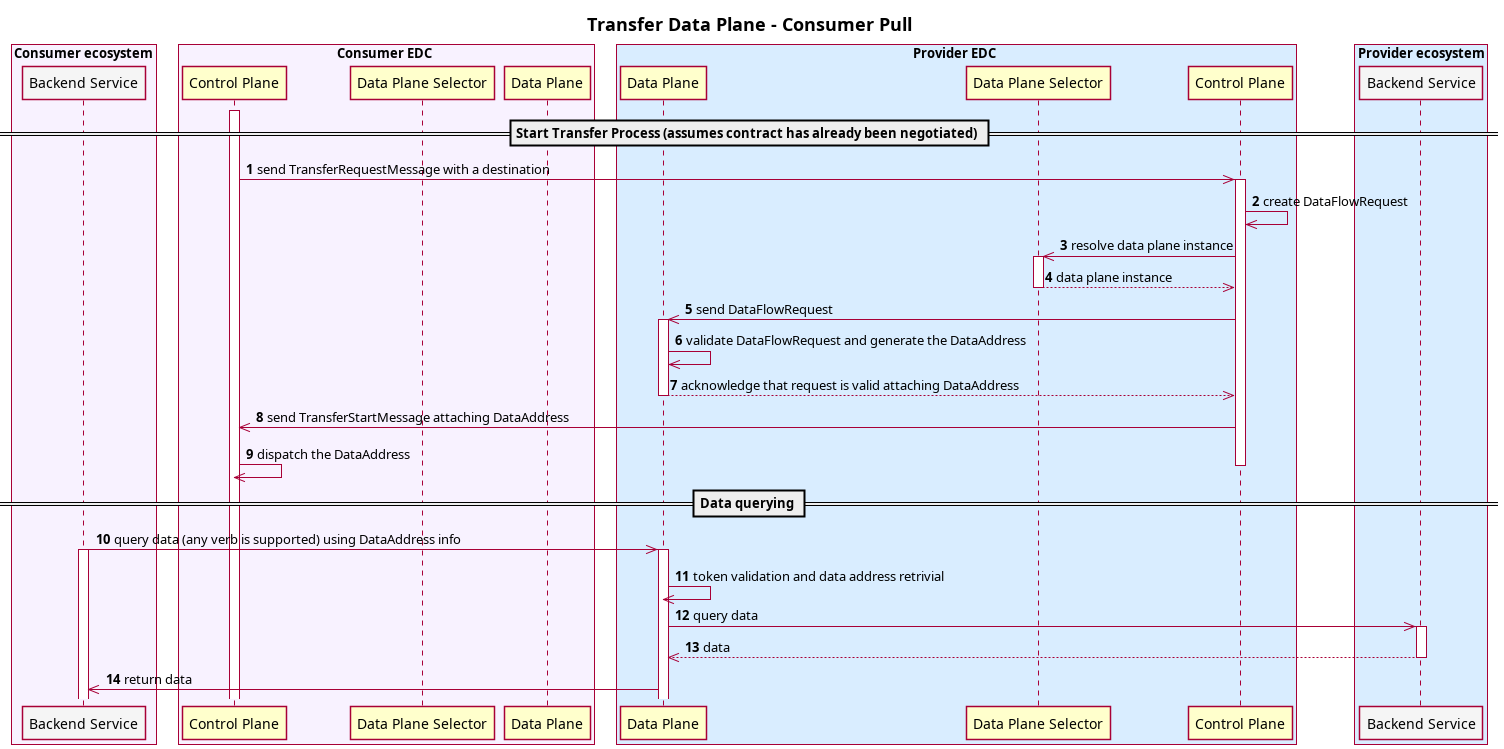 Transfer Data Plane - Consumer Pull
Consumer ecosystem
Consumer EDC
Provider EDC
Provider ecosystem
Backend Service
Control Plane
Data Plane Selector
Data Plane
Data Plane
Data Plane Selector
Control Plane
Backend Service
Start Transfer Process (assumes contract has already been negotiated)
1 send TransferRequestMessage with a destination
2 create DataFlowRequest
3 resolve data plane instance
4 data plane instance
5 send DataFlowRequest
6 validate DataFlowRequest and generate the DataAddress
7 acknowledge that request is valid attaching DataAddress
8 send TransferStartMessage attaching DataAddress
9 dispatch the DataAddress
Data querying
10 query data (any verb is supported) using DataAddress info
11 token validation and data address retrivial
12 query data
13 data
14 return data
Backend Service
Control Plane
Data Plane Selector
Data Plane
Data Plane
Data Plane Selector
Control Plane
Backend Service